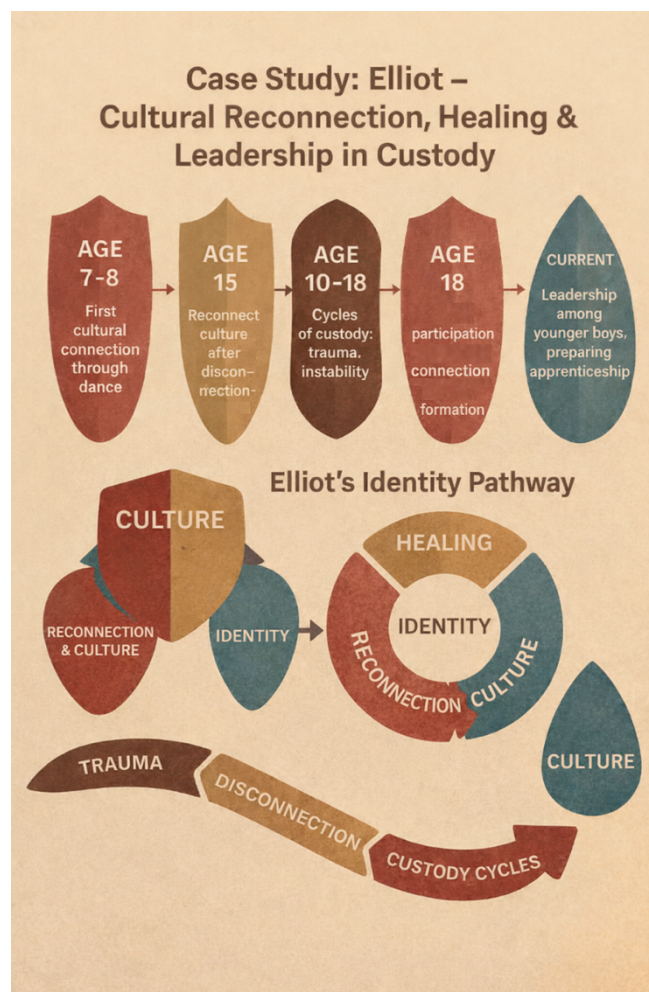 Case Study: Elliot –
Cultural Reconnection, Healing &
Leadership in Custody
AGE
7-8
First
cultural
connection
through
dance
AGE
15
Reconnect
culture
after
discon–
rrection-
AGE
10-18
Cycles
of custody:
trauma.
instability
AGE
18
participation
connection
formation
CURRENT
Leadership
among
younger boys,
preparing
apprenticeship
Elliot's Identity Pathway
CULTURE
RECONNECTION
& CULTURE
IDENTITY
HEALING
IDENTITY
RECONNECTION
CULTURE
CULTURE
TRAUMA
DISCONNECTION
CUSTODY CYCLES